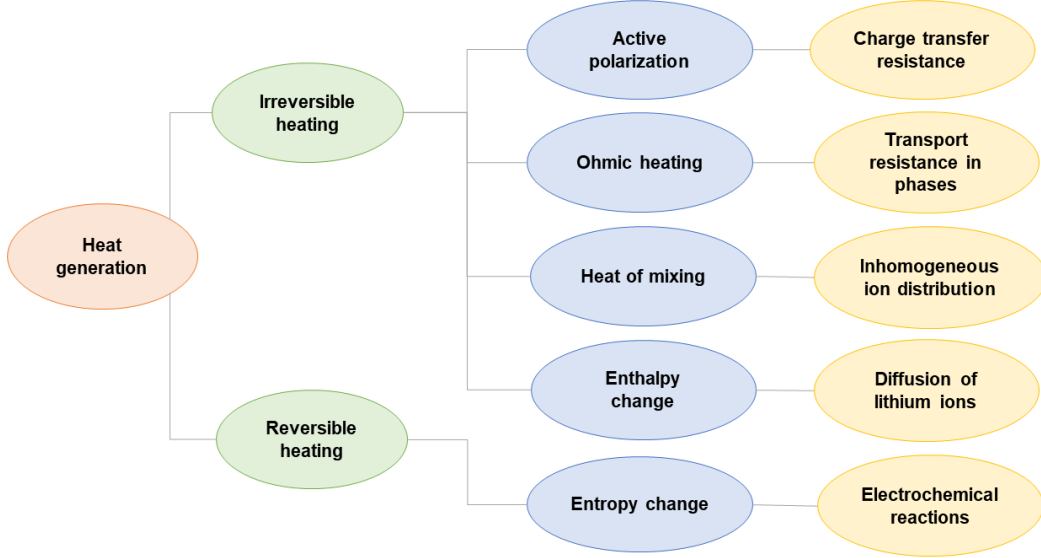 Heat
generation
Irreversible
heating
Reversible
heating
Active
polarization
Charge transfer
resistance
Ohmic heating
Transport
resistance in
phases
Heat of mixing
Inhomogeneous
ion distribution
Enthalpy
change
Diffusion of
lithium ions
Entropy change
Electrochemical
reactions